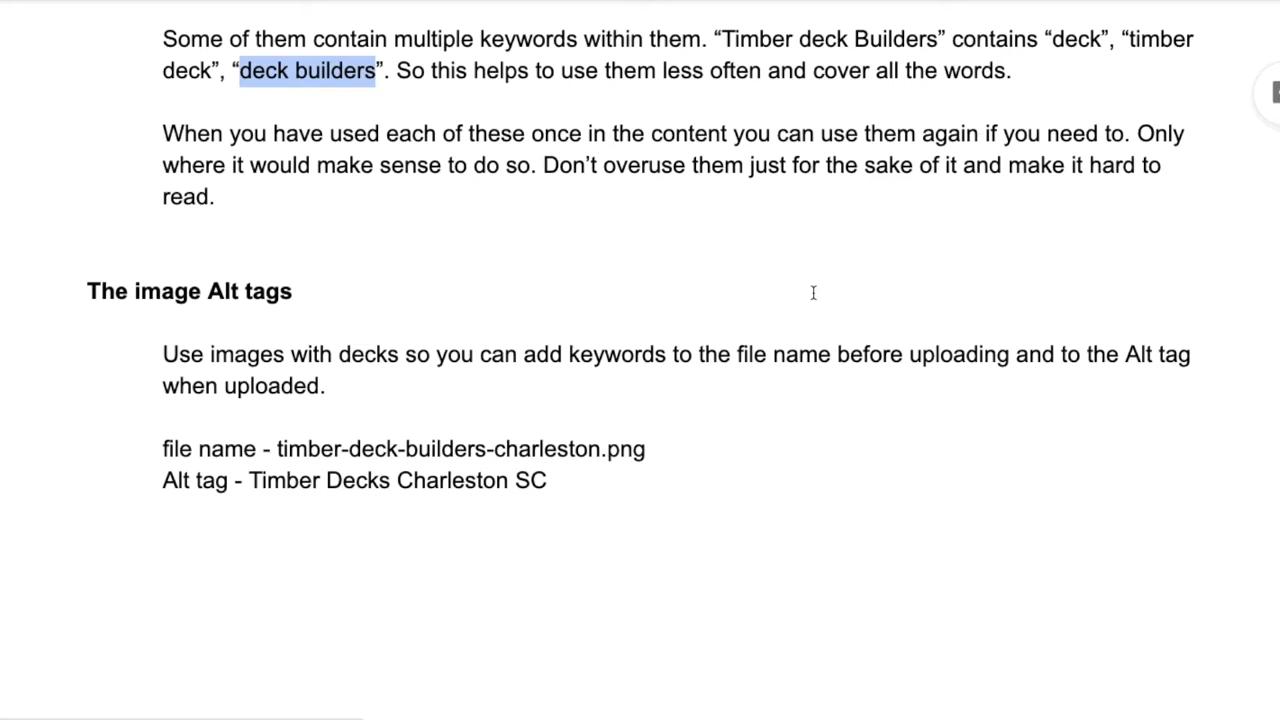 Some of them contain multiple keywords within them. “Timber deck Builders” contains “deck”, “timber
deck”, “deck builders”. So this helps to use them less often and cover all the words.
When you have used each of these once in the content you can use them again if you need to. Only
where it would make sense to do so. Don’t overuse them just for the sake of it and make it hard to
read.
The image Alt tags
Use images with decks so you can add keywords to the file name before uploading and to the Alt tag
when uploaded.
file name - timber-deck-builders-charleston.png
Alt tag - Timber Decks Charleston SC